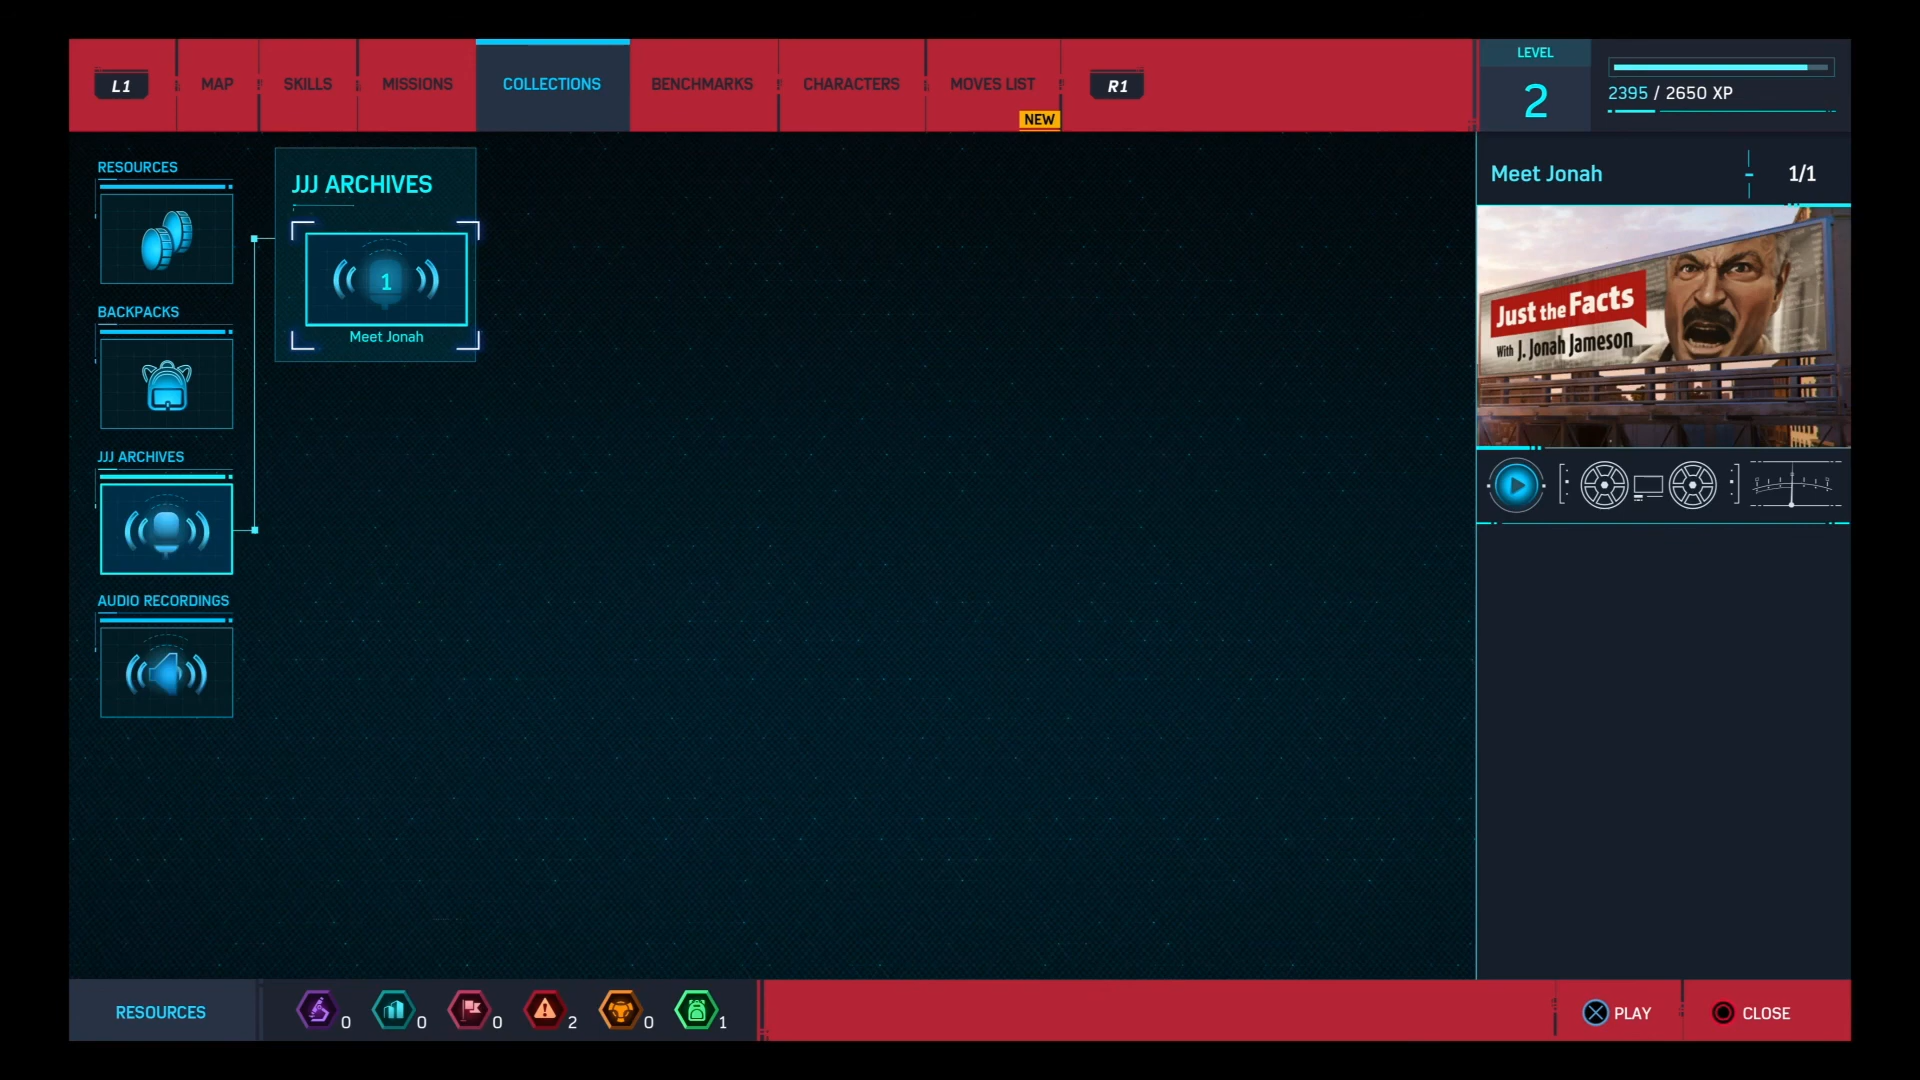 L1
MAP
SKILLS
MISSIONS
COLLECTIONS
BENCHMARKS
CHARACTERS
MOVES LIST
NEW
R1
LEVEL
2
2395 / 2650 XP
RESOURCES
BACKPACKS
JJJ ARCHIVES
AUDIO RECORDINGS
JJJ ARCHIVES
1
Meet Jonah
Meet Jonah
1/1
Just the Facts
With J. Jonah Jameson
RESOURCES
0
0
0
2
0
1
PLAY
CLOSE